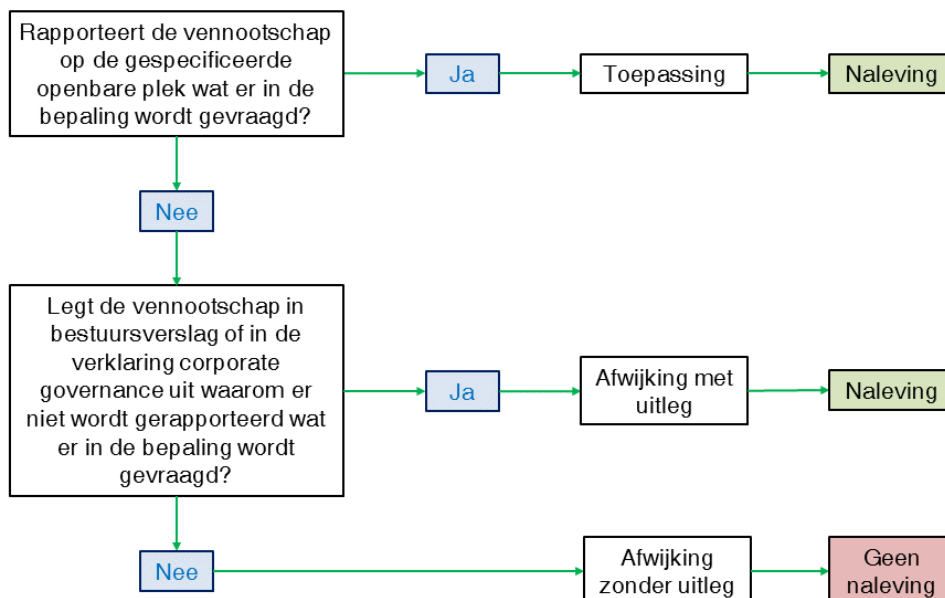 Rapporteert de vennootschap
op de gespecificeerde
openbare plek wat er in de
bepaling wordt gevraagd?
Ja
Toepassing
Naleving
Nee
Legt de vennootschap in
bestuursverslag of in de
verklaring corporate
governance uit waarom er
niet wordt gerapporteerd wat
er in de bepaling wordt
gevraagd?
Ja
Afwijking met
uitleg
Naleving
Nee
Afwijking
zonder uitleg
Geen
naleving